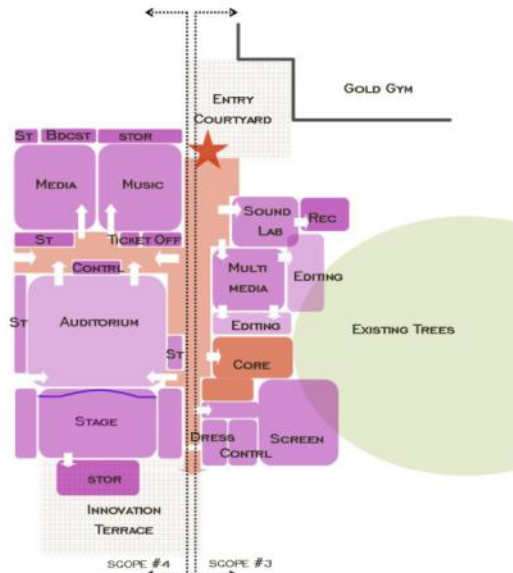 GOLD GYM
ENTRY
COURTYARD
ST BDCST STOR
MEDIA MUSIC
SOUND
LAB
REC
ST TICKET OFF
CONTRL
MULTI
MEDIA
EDITING
ST
AUDITORIUM
EDITING
EXISTING TREES
ST
CORE
STAGE
DRESS
SCREEN
CONTRL
STOR
INNOVATION
TERRACE
SCOPE #4 SCOPE #3